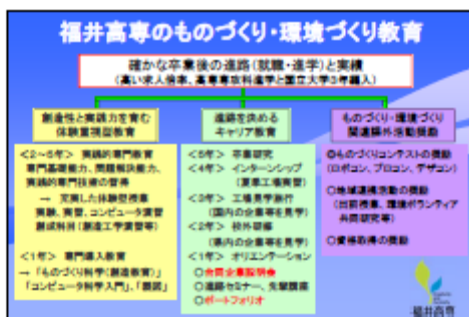 福井高専のものづくり・環境づくり教育
確かな卒業後の進路(就職・進学)と実績
(高い求人倍率、高専専攻科進学と国立大学3年編入)
創造性と実践力を育む
体験重視型教育
<2~5年> 実践的専門教育
専門基礎能力、問題解決能力、
実践的専門技術の習得
→ 充実した体験型授業
実験、実習、コンピュータ演習
創成科目(創造工学演習等)
<1年> 専門導入教育
→「ものづくり科学(創造教育)」
「コンピュータ科学入門」、「製図」
進路を決める
キャリア教育
<5年> 卒業研究
<4年> インターンシップ
(夏季工場実習)
<3年> 工場見学旅行
(国内の企業等を見学)
<2年> 校外研修
(県内の企業等を見学)
<1年> オリエンテーション
○合同企業説明会
○進路セミナー、先輩講座
○ポートフォリオ
ものづくり・環境づくり
関連課外活動奨励
◎ものづくりコンテストの奨励
(ロボコン、プロコン、デザコン)
○地域連携活動の奨励
(出前授業、環境ボランティア
共同研究等)
○資格取得の奨励
福井高専